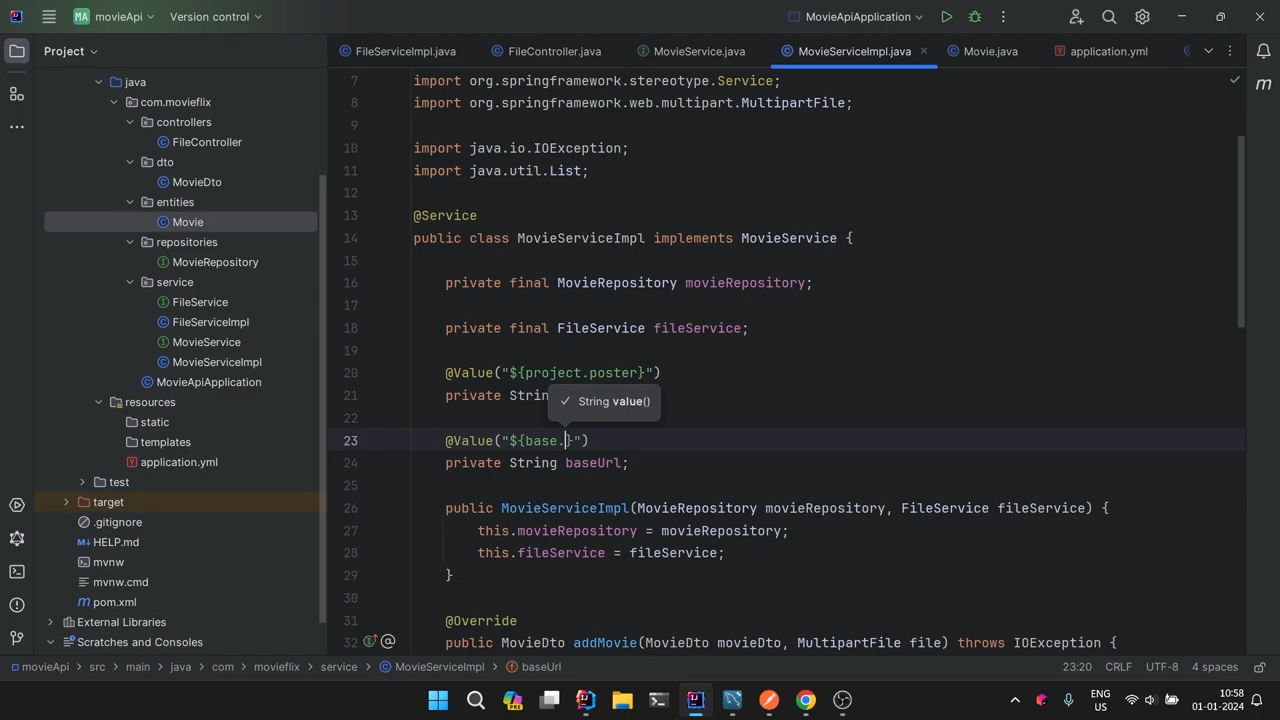 MA movieApi Version control MovieApiApplication
Project
FileServiceImpl.java FileController.java MovieService.java MovieServiceImpl.java Movie.java application.yml
java
com.movieflix
controllers
FileController
dto
MovieDto
entities
Movie
repositories
MovieRepository
service
FileService
FileServiceImpl
MovieService
MovieServiceImpl
MovieApiApplication
resources
static
templates
application.yml
test
target
.gitignore
HELP.md
mvnw
mvnw.cmd
pom.xml
External Libraries
Scratches and Consoles
7 import org.springframework.stereotype.Service;
8 import org.springframework.web.multipart.MultipartFile;
9
10 import java.io.IOException;
11 import java.util.List;
12
13 @Service
14 public class MovieServiceImpl implements MovieService {
15
16 private final MovieRepository movieRepository;
17
18 private final FileService fileService;
19
20 @Value("${project.poster}")
21 private Strin
String value()
22
23 @Value("${base.}")
24 private String baseUrl;
25
26 public MovieServiceImpl(MovieRepository movieRepository, FileService fileService) {
27 this.movieRepository = movieRepository;
28 this.fileService = fileService;
29 }
30
31 @Override
32 public MovieDto addMovie(MovieDto movieDto, MultipartFile file) throws IOException {
movieApi > src > main > java > com > movieflix > service > MovieServiceImpl > baseUrl 23:20 CRLF UTF-8 4 spaces
ENG
US
10:58
01-01-2024